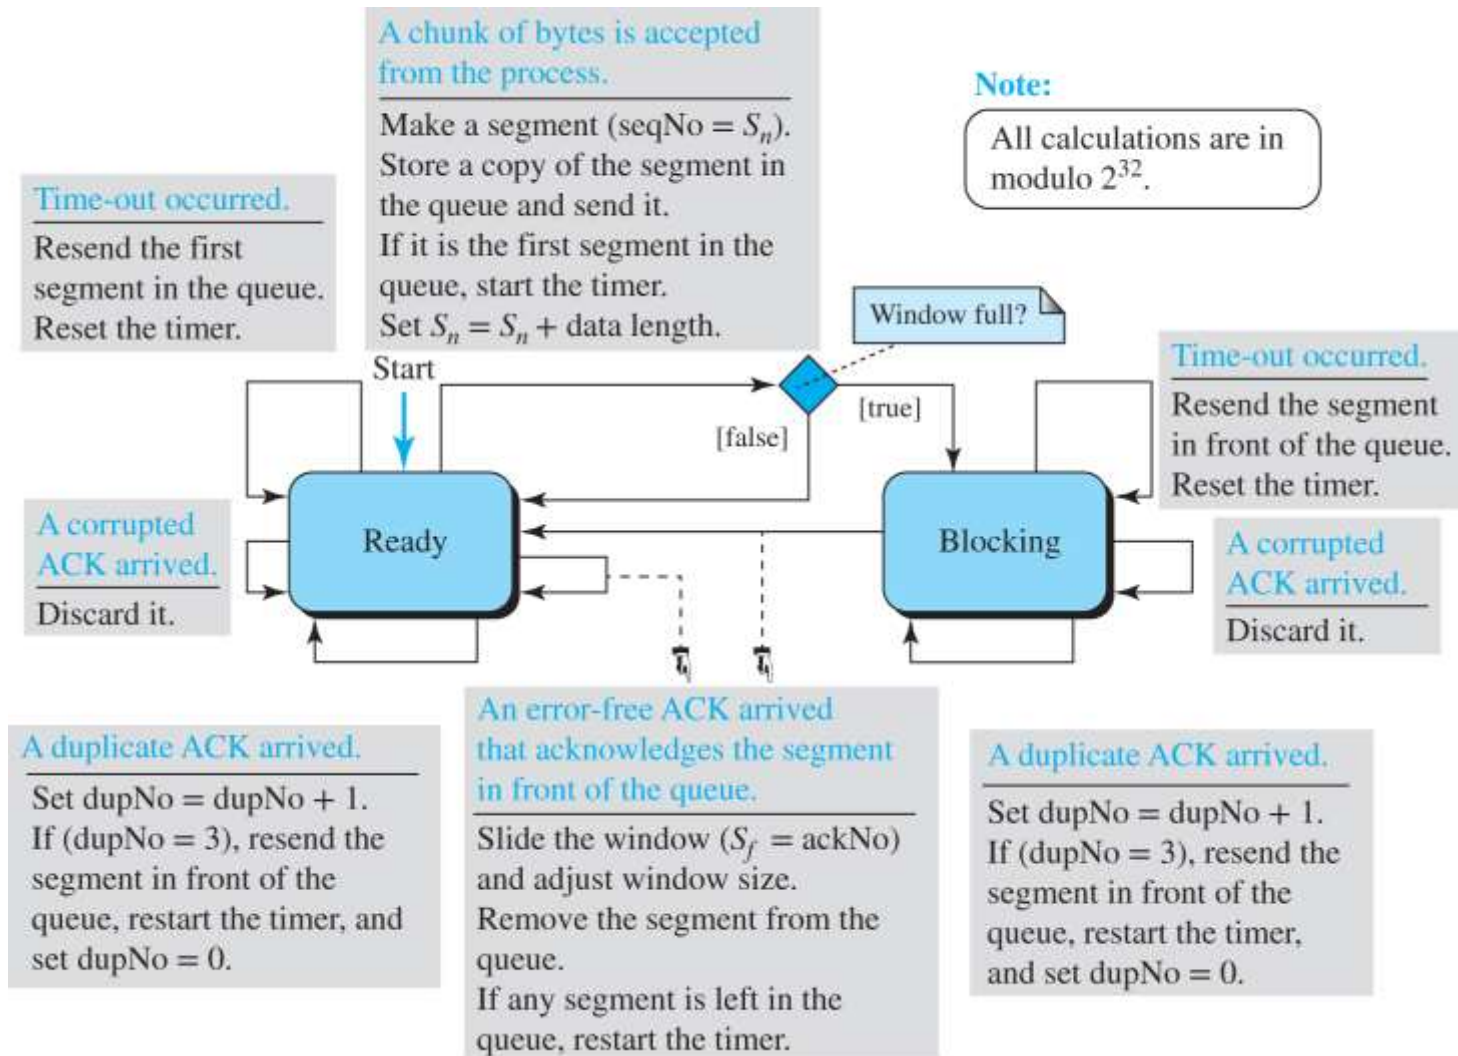 A chunk of bytes is accepted
from the process.
Make a segment (seqNo = Sₙ).
Store a copy of the segment in
the queue and send it.
If it is the first segment in the
queue, start the timer.
Set Sₙ = Sₙ + data length.
Note:
All calculations are in
modulo 2³².
Time-out occurred.
Resend the first
segment in the queue.
Reset the timer.
Window full?
Start
[true]
[false]
Time-out occurred.
Resend the segment
in front of the queue.
Reset the timer.
A corrupted
ACK arrived.
Discard it.
Ready
Blocking
A corrupted
ACK arrived.
Discard it.
A duplicate ACK arrived.
Set dupNo = dupNo + 1.
If (dupNo = 3), resend the
segment in front of the
queue, restart the timer, and
set dupNo = 0.
An error-free ACK arrived
that acknowledges the segment
in front of the queue.
Slide the window (S_f = ackNo)
and adjust window size.
Remove the segment from the
queue.
If any segment is left in the
queue, restart the timer.
A duplicate ACK arrived.
Set dupNo = dupNo + 1.
If (dupNo = 3), resend the
segment in front of the
queue, restart the timer,
and set dupNo = 0.